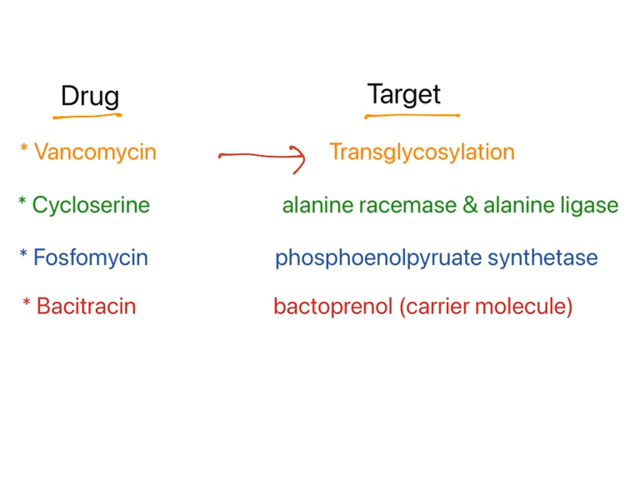 Drug Target
* Vancomycin Transglycosylation
* Cycloserine alanine racemase & alanine ligase
* Fosfomycin phosphoenolpyruate synthetase
* Bacitracin bactoprenol (carrier molecule)